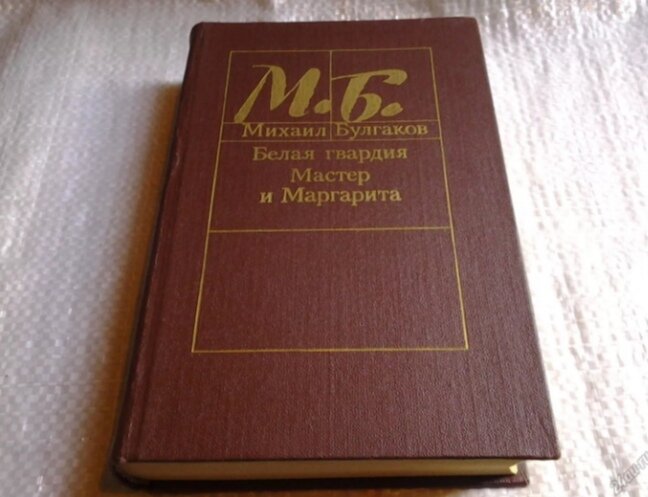 М.Б.
Михаил Булгаков
Белая гвардия
Мастер
и Маргарита